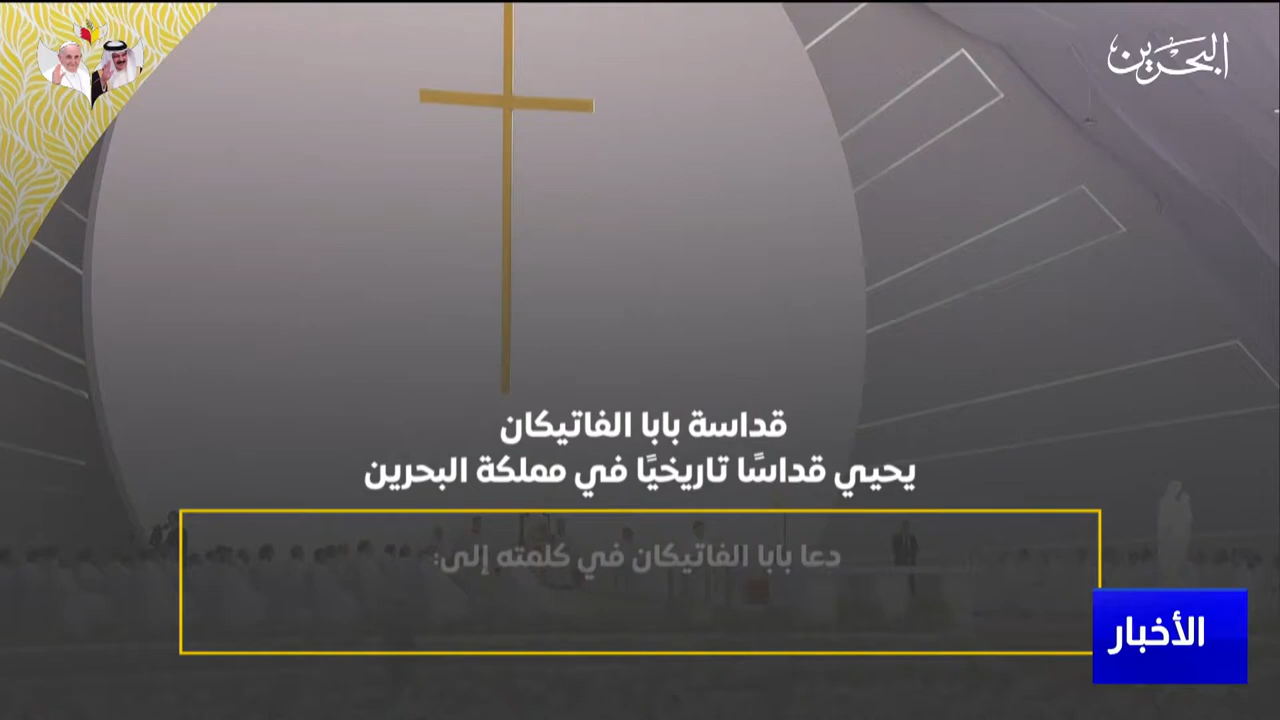 البحرين
قداسة بابا الفاتيكان
يحيي قداسًا تاريخيًا في مملكة البحرين
دعا بابا الفاتيكان في كلمته إلى:
الأخبار